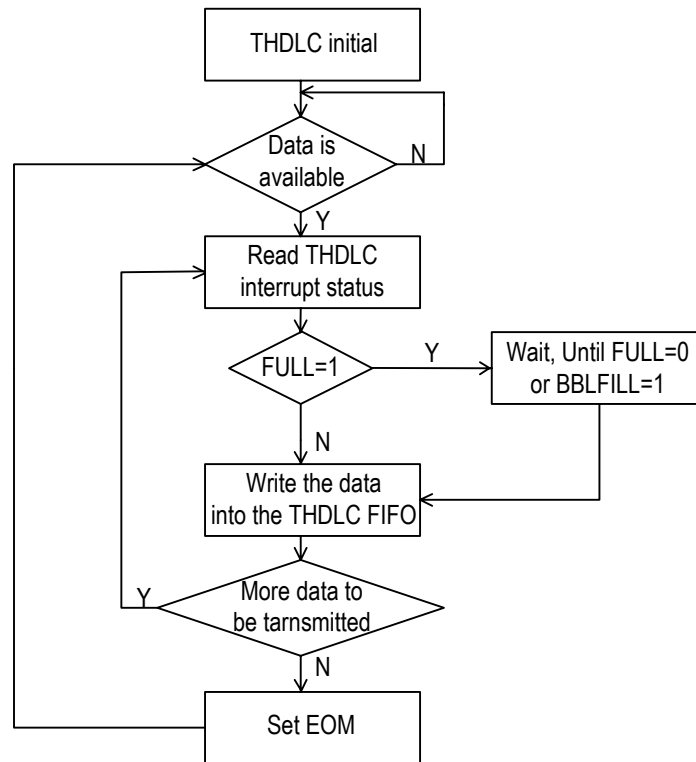 THDLC initial
Data is
available
N
Y
Read THDLC
interrupt status
FULL=1
Y
Wait, Until FULL=0
or BBLFILL=1
N
Write the data
into the THDLC FIFO
More data to
be tarnsmitted
Y
N
Set EOM